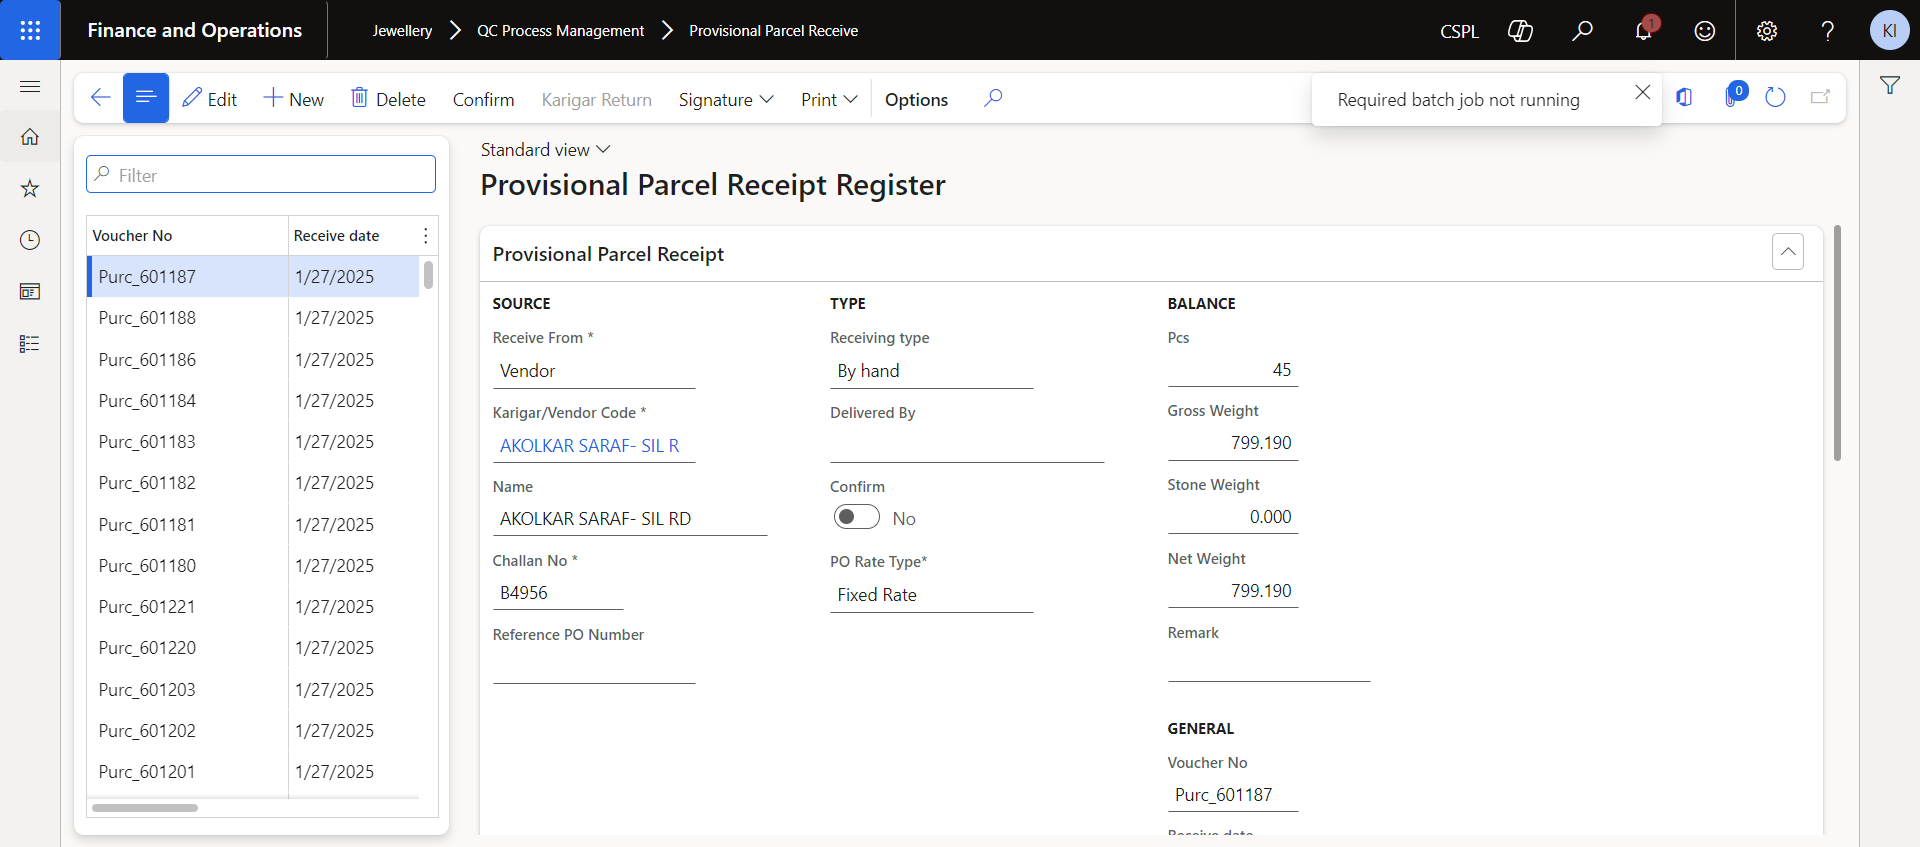 Finance and Operations
Jewellery
QC Process Management
Provisional Parcel Receive
CSPL
1
KI
Edit
New
Delete
Confirm
Karigar Return
Signature
Print
Options
Required batch job not running
0
Filter
Voucher No
Receive date
Purc_601187
1/27/2025
Purc_601188
1/27/2025
Purc_601186
1/27/2025
Purc_601184
1/27/2025
Purc_601183
1/27/2025
Purc_601182
1/27/2025
Purc_601181
1/27/2025
Purc_601180
1/27/2025
Purc_601221
1/27/2025
Purc_601220
1/27/2025
Purc_601203
1/27/2025
Purc_601202
1/27/2025
Purc_601201
1/27/2025
Standard view
Provisional Parcel Receipt Register
Provisional Parcel Receipt
SOURCE
Receive From *
Vendor
Karigar/Vendor Code *
AKOLKAR SARAF- SIL R
Name
AKOLKAR SARAF- SIL RD
Challan No *
B4956
Reference PO Number
TYPE
Receiving type
By hand
Delivered By
Confirm
No
PO Rate Type*
Fixed Rate
BALANCE
Pcs
45
Gross Weight
799.190
Stone Weight
0.000
Net Weight
799.190
Remark
GENERAL
Voucher No
Purc_601187
Receive date